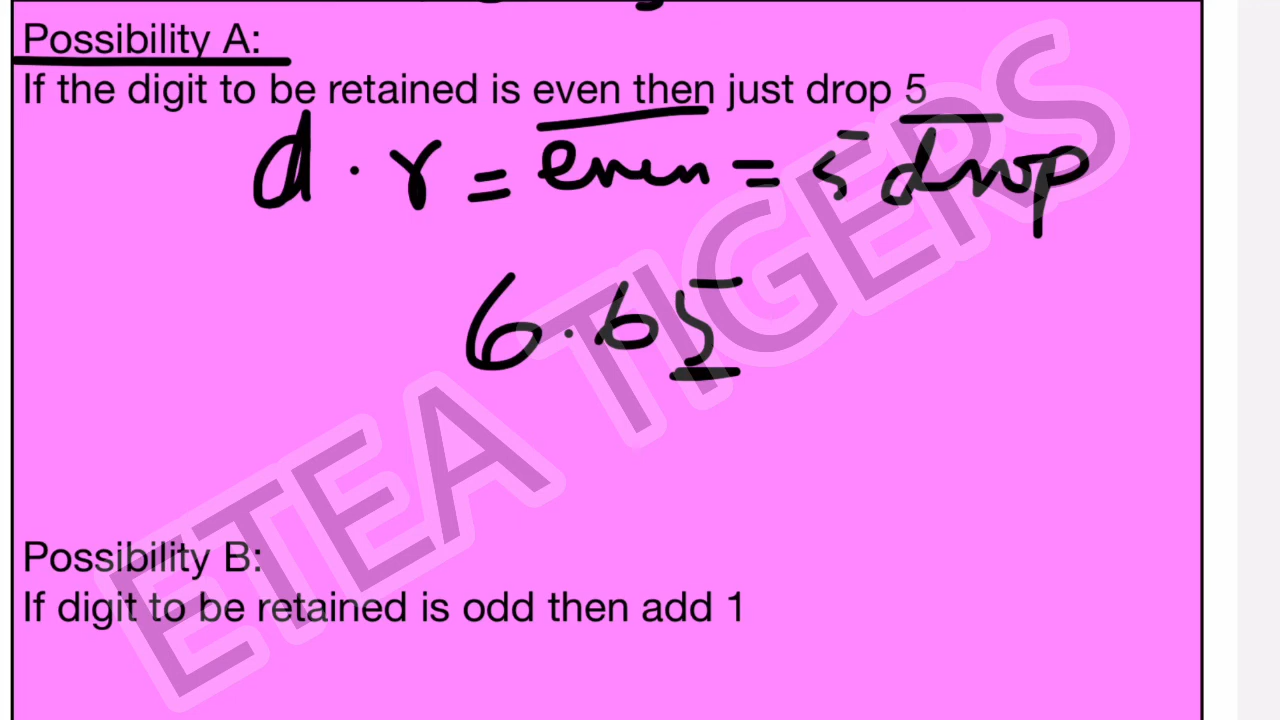 Possibility A:
If the digit to be retained is even then just drop 5
d . r = even = 5 drop
6.65
ETEA TIGERS
Possibility B:
If digit to be retained is odd then add 1